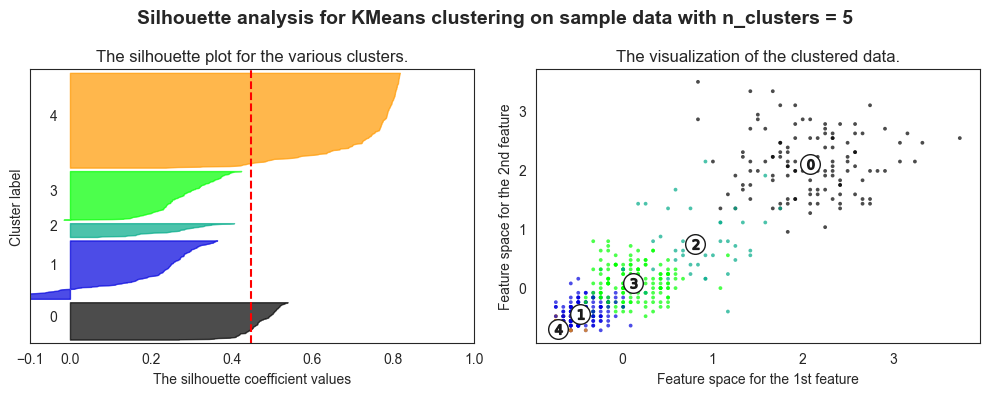 Silhouette analysis for KMeans clustering on sample data with n_clusters = 5
The silhouette plot for the various clusters.
Cluster label
4
3
2
1
0
−0.1 0.0 0.2 0.4 0.6 0.8 1.0
The silhouette coefficient values
The visualization of the clustered data.
Feature space for the 2nd feature
3
2
1
0
0
2
3
1
4
0 1 2 3
Feature space for the 1st feature